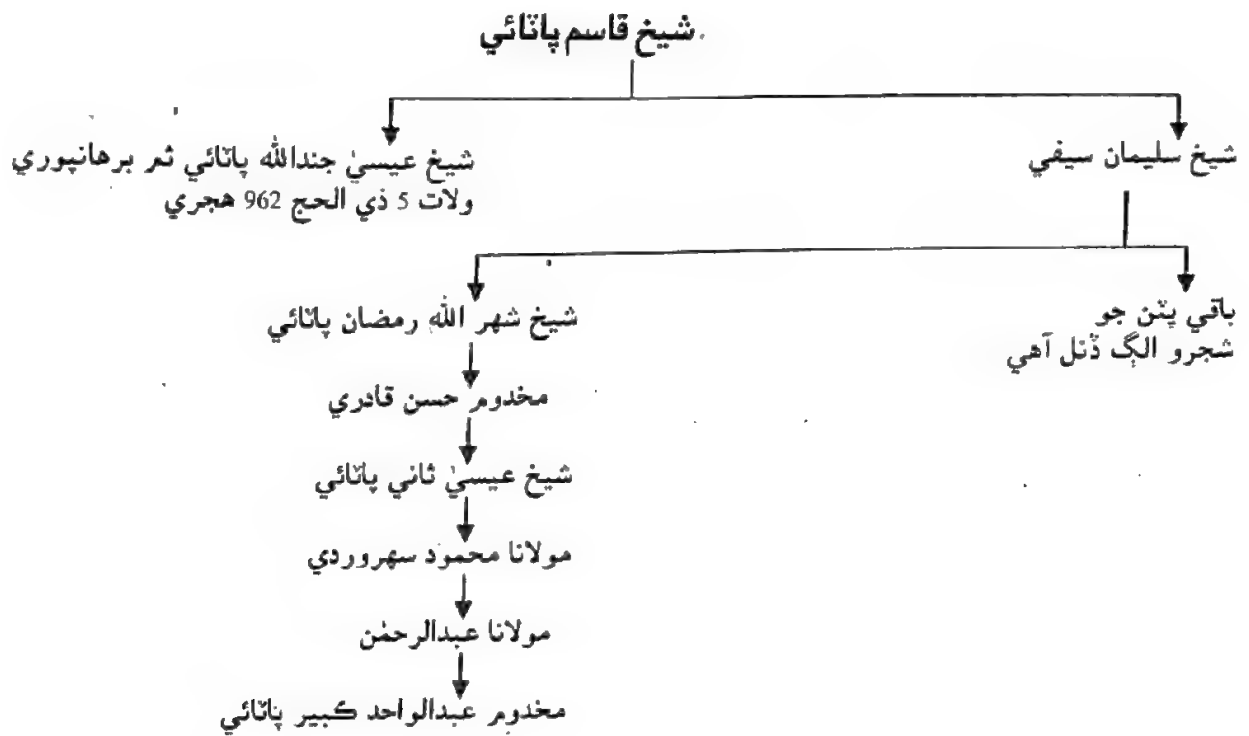 شيخ قاسم پاٽائي
شيخ سليمان سيفي
شيخ عيسيٰ جندالله پاٽائي ثم برهانپوري
ولات 5 ذي الحج 962 هجري
باقي پٽن جو
شجرو الڳ ڏنل آهي
شيخ شهر الله رمضان پاٽائي
مخدوم حسن قادري
شيخ عيسيٰ ثاني پاٽائي
مولانا محمود سهروردي
مولانا عبدالرحمٰن
مخدوم عبدالواحد ڪبير پاٽائي